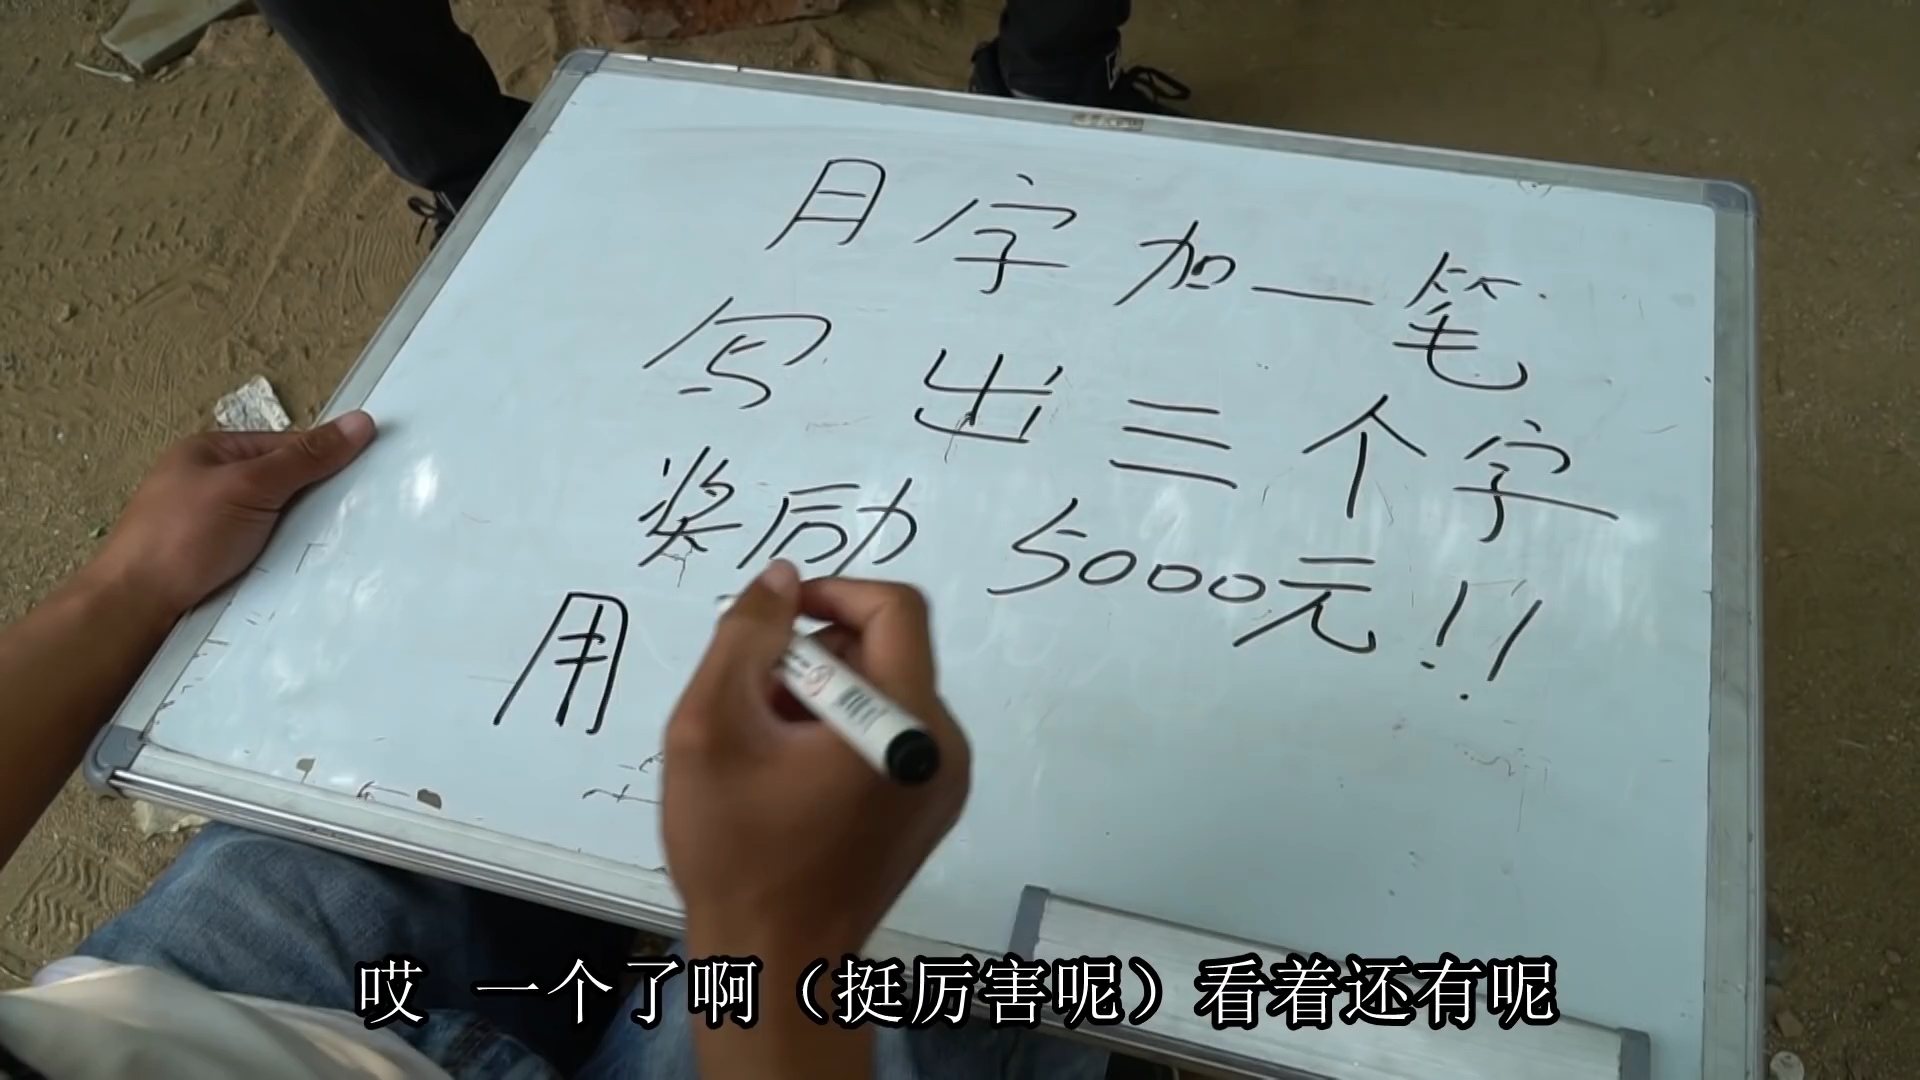 月字加一笔
写出三个字
奖励5000元!!
用
哎 一个了啊（挺厉害呢）看着还有呢